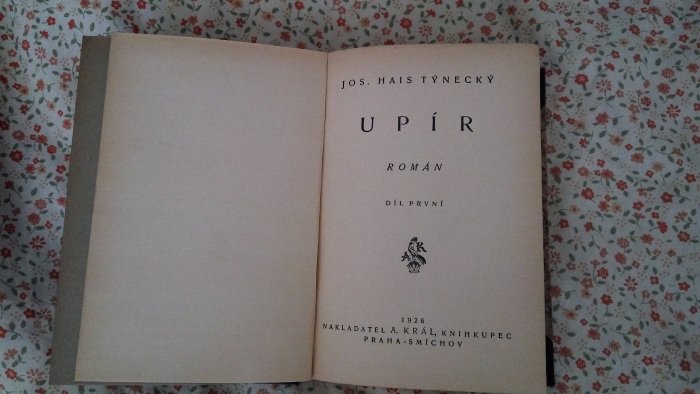 JOS. HAIS TÝNECKÝ
UPÍR
ROMÁN
DÍL PRVNÍ
K
1926
NAKLADATEL A. KRÁL, KNIHKUPEC
PRAHA-SMÍCHOV